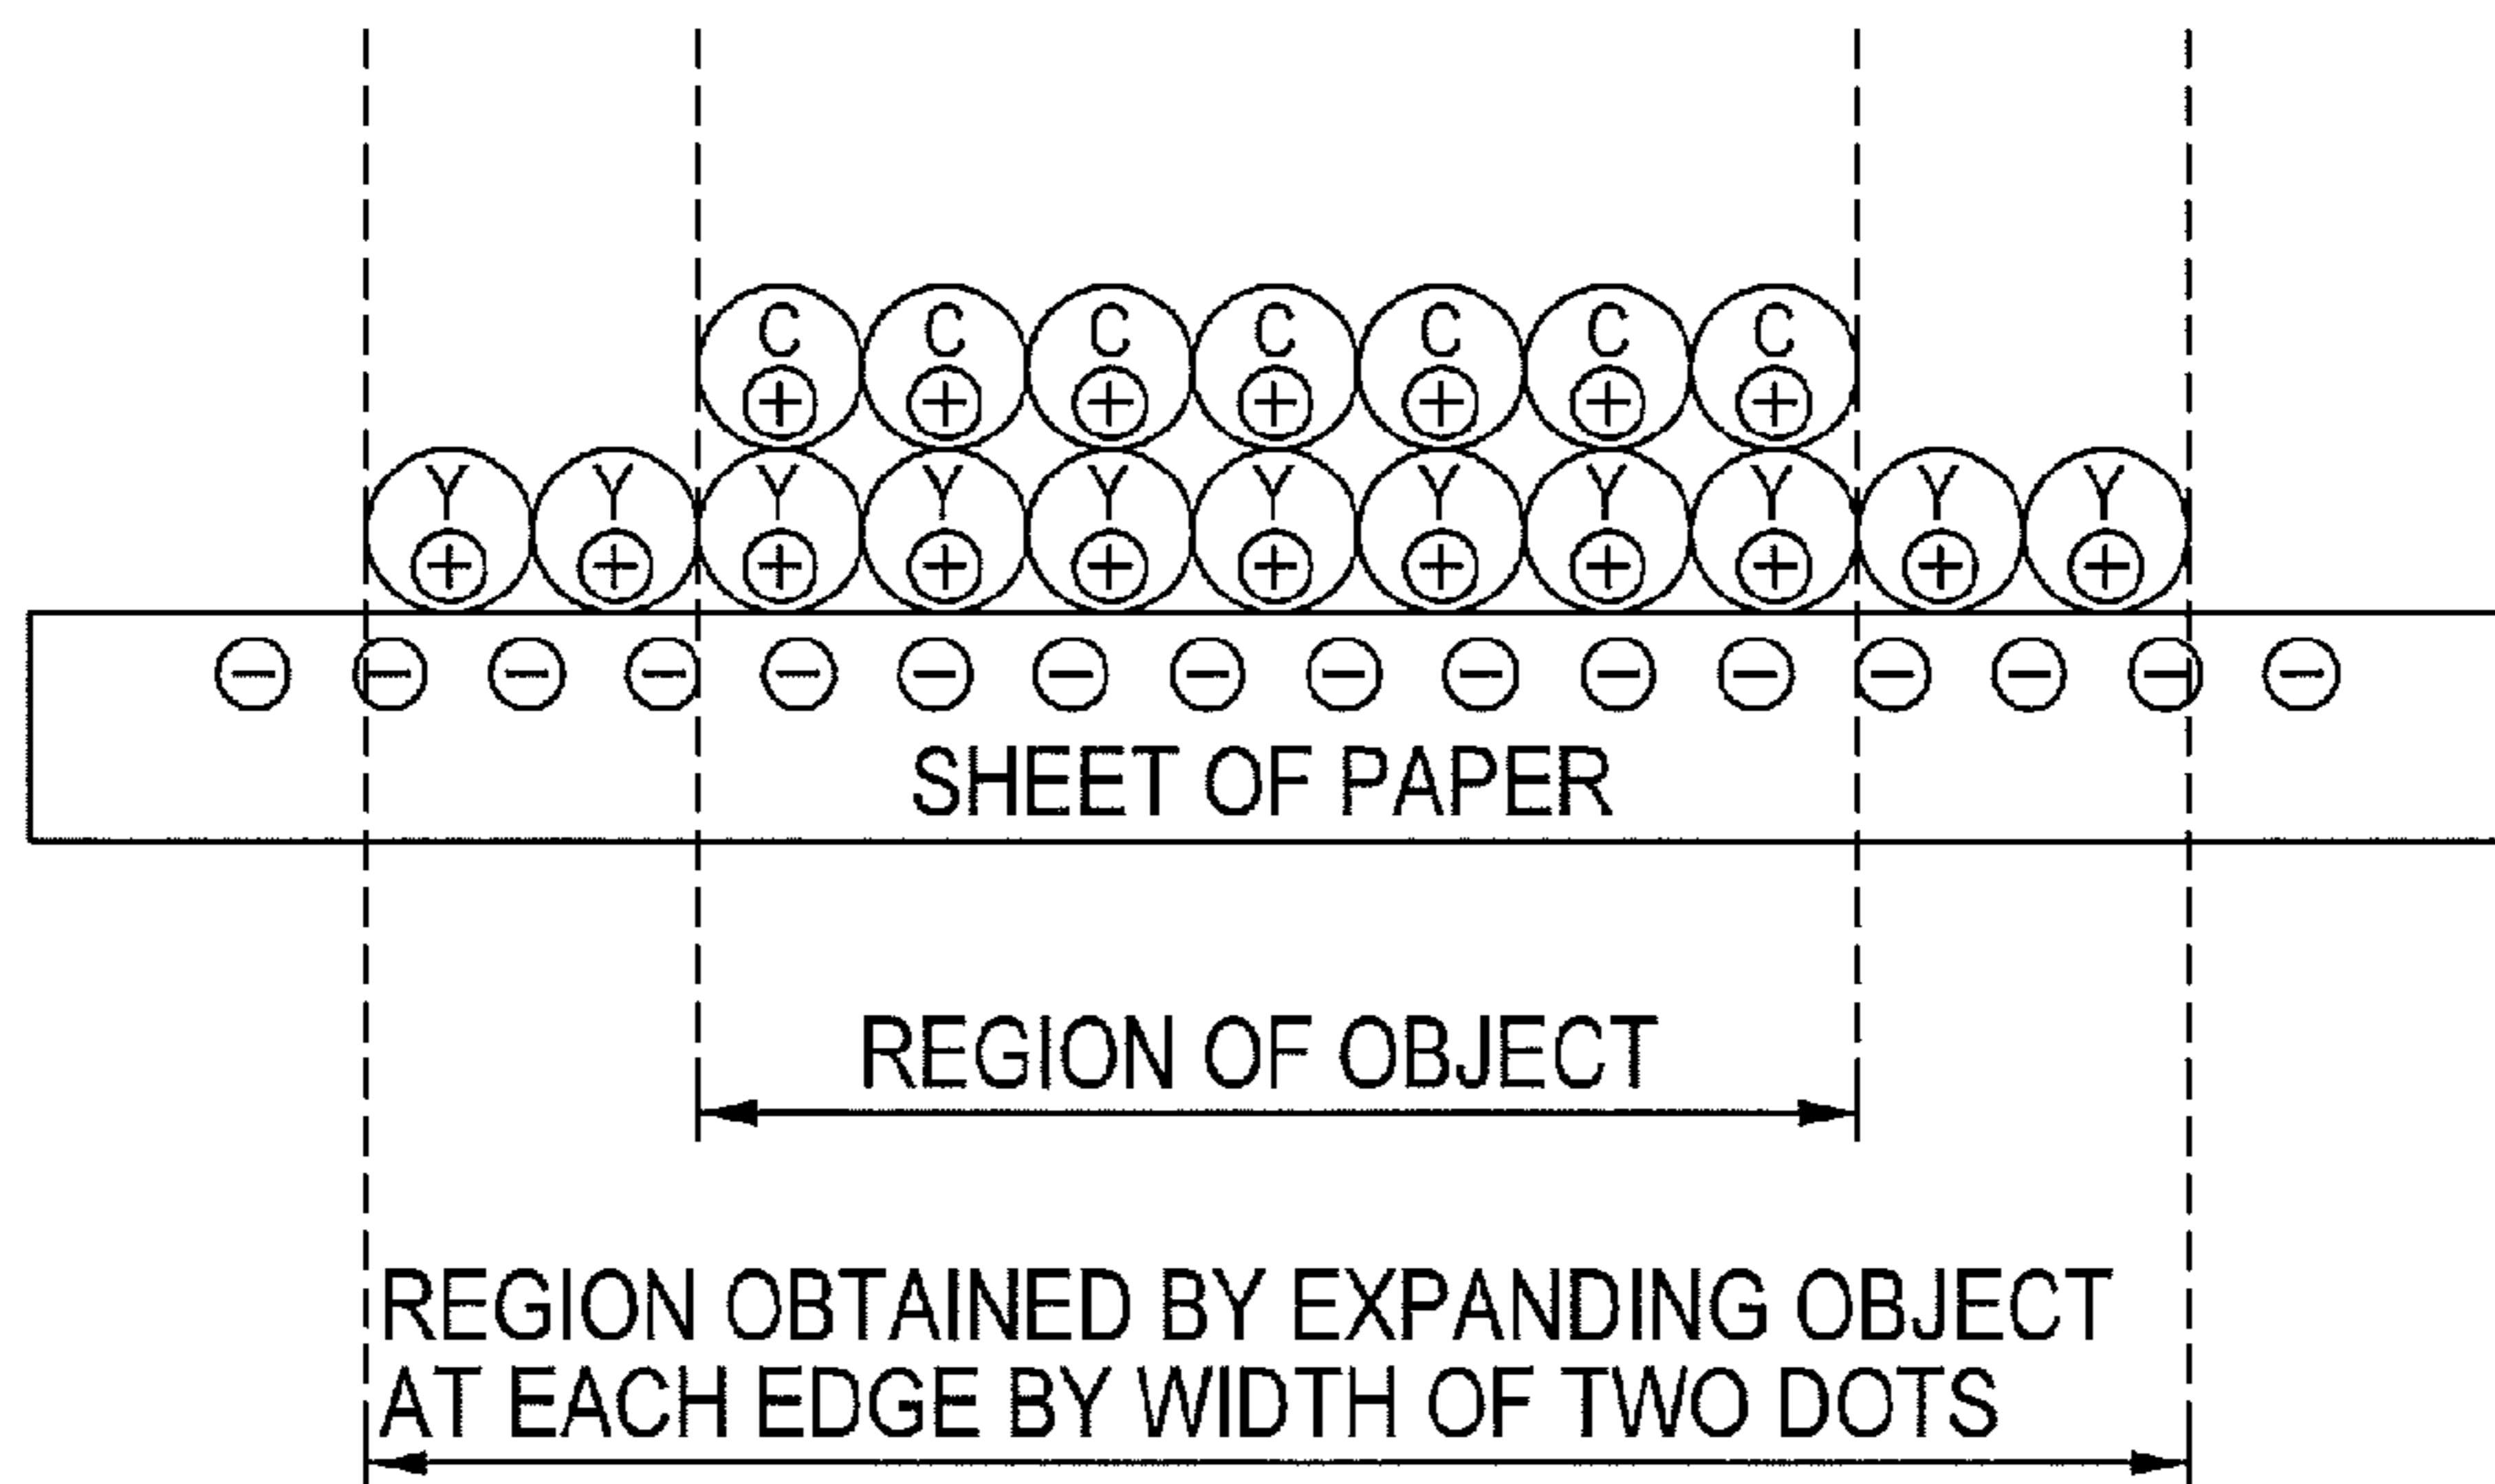 C C C C C C C
+ + + + + + +
Y Y Y Y Y Y Y Y Y Y Y
+ + + + + + + + + + +
− − − − − − − − − − − − − − − −
SHEET OF PAPER
REGION OF OBJECT
REGION OBTAINED BY EXPANDING OBJECT
AT EACH EDGE BY WIDTH OF TWO DOTS